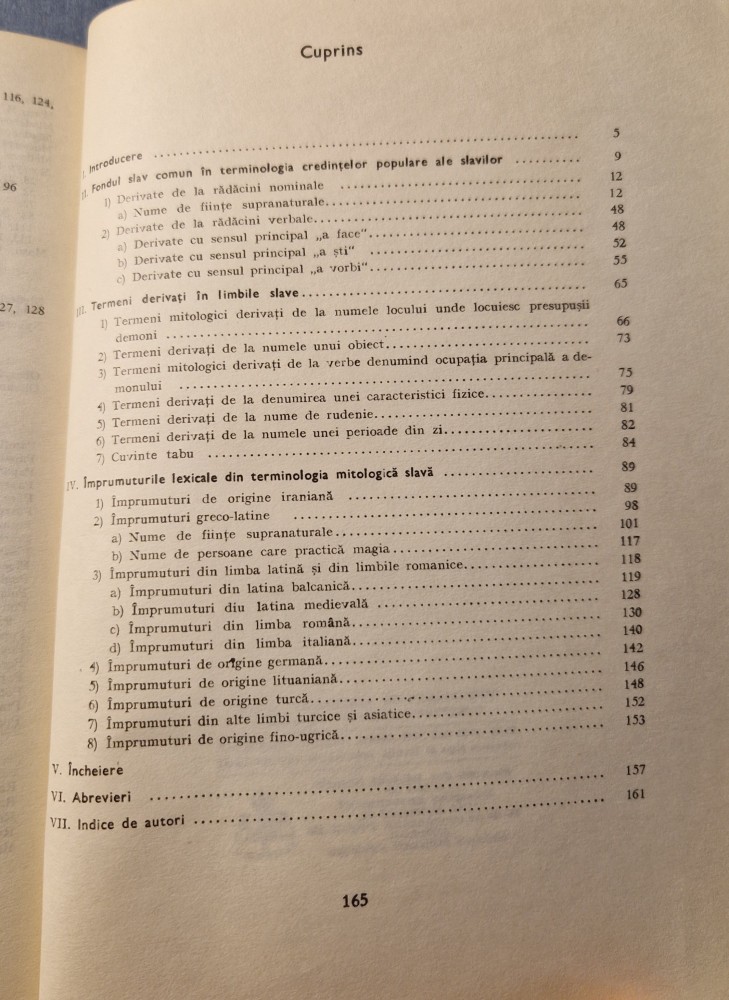 116, 124,
96
27, 128
Cuprins
I. Introducere ........ 5
II. Fondul slav comun în terminologia credințelor populare ale slavilor ........ 9
1) Derivate de la rădăcini nominale ........ 12
a) Nume de ființe supranaturale ........ 12
2) Derivate de la rădăcini verbale ........ 48
a) Derivate cu sensul principal „a face" ........ 48
b) Derivate cu sensul principal „a ști" ........ 52
c) Derivate cu sensul principal „a vorbi" ........ 55
III. Termeni derivați în limbile slave ........ 65
1) Termeni mitologici derivați de la numele locului unde locuiesc presupușii
demoni ........ 66
2) Termeni derivați de la numele unui obiect ........ 73
3) Termeni mitologici derivați de la verbe denumind ocupația principală a de-
monului ........ 75
4) Termeni derivați de la denumirea unei caracteristici fizice ........ 79
5) Termeni derivați de la nume de rudenie ........ 81
6) Termeni derivați de la numele unei perioade din zi ........ 82
7) Cuvinte tabu ........ 84
IV. Împrumuturile lexicale din terminologia mitologică slavă ........ 89
1) Împrumuturi de origine iraniană ........ 89
2) Împrumuturi greco-latine ........ 98
a) Nume de ființe supranaturale ........ 101
b) Nume de persoane care practică magia ........ 117
3) Împrumuturi din limba latină și din limbile romanice ........ 118
a) Împrumuturi din latina balcanică ........ 119
b) Împrumuturi diu latina medievală ........ 128
c) Împrumuturi din limba română ........ 130
d) Împrumuturi din limba italiană ........ 140
4) Împrumuturi de origine germană ........ 142
5) Împrumuturi de origine lituaniană ........ 146
6) Împrumuturi de origine turcă ........ 148
7) Împrumuturi din alte limbi turcice și asiatice ........ 152
8) Împrumuturi de origine fino-ugrică ........ 153
V. Încheiere
VI. Abrevieri ........ 157
VII. Indice de autori ........ 161
165